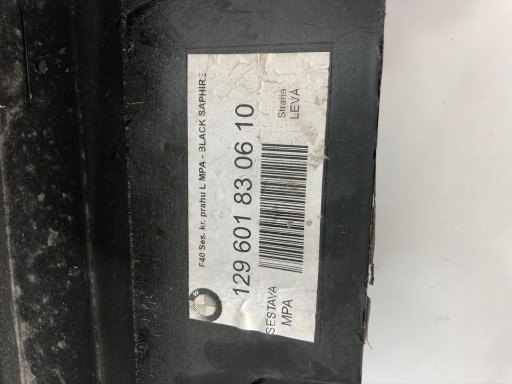 F40 Ses. kr. prahu L MPA - BLACK SAPHIRE
129 601 83 06 10
Strana
LEVÁ
SESTAVA
MPA